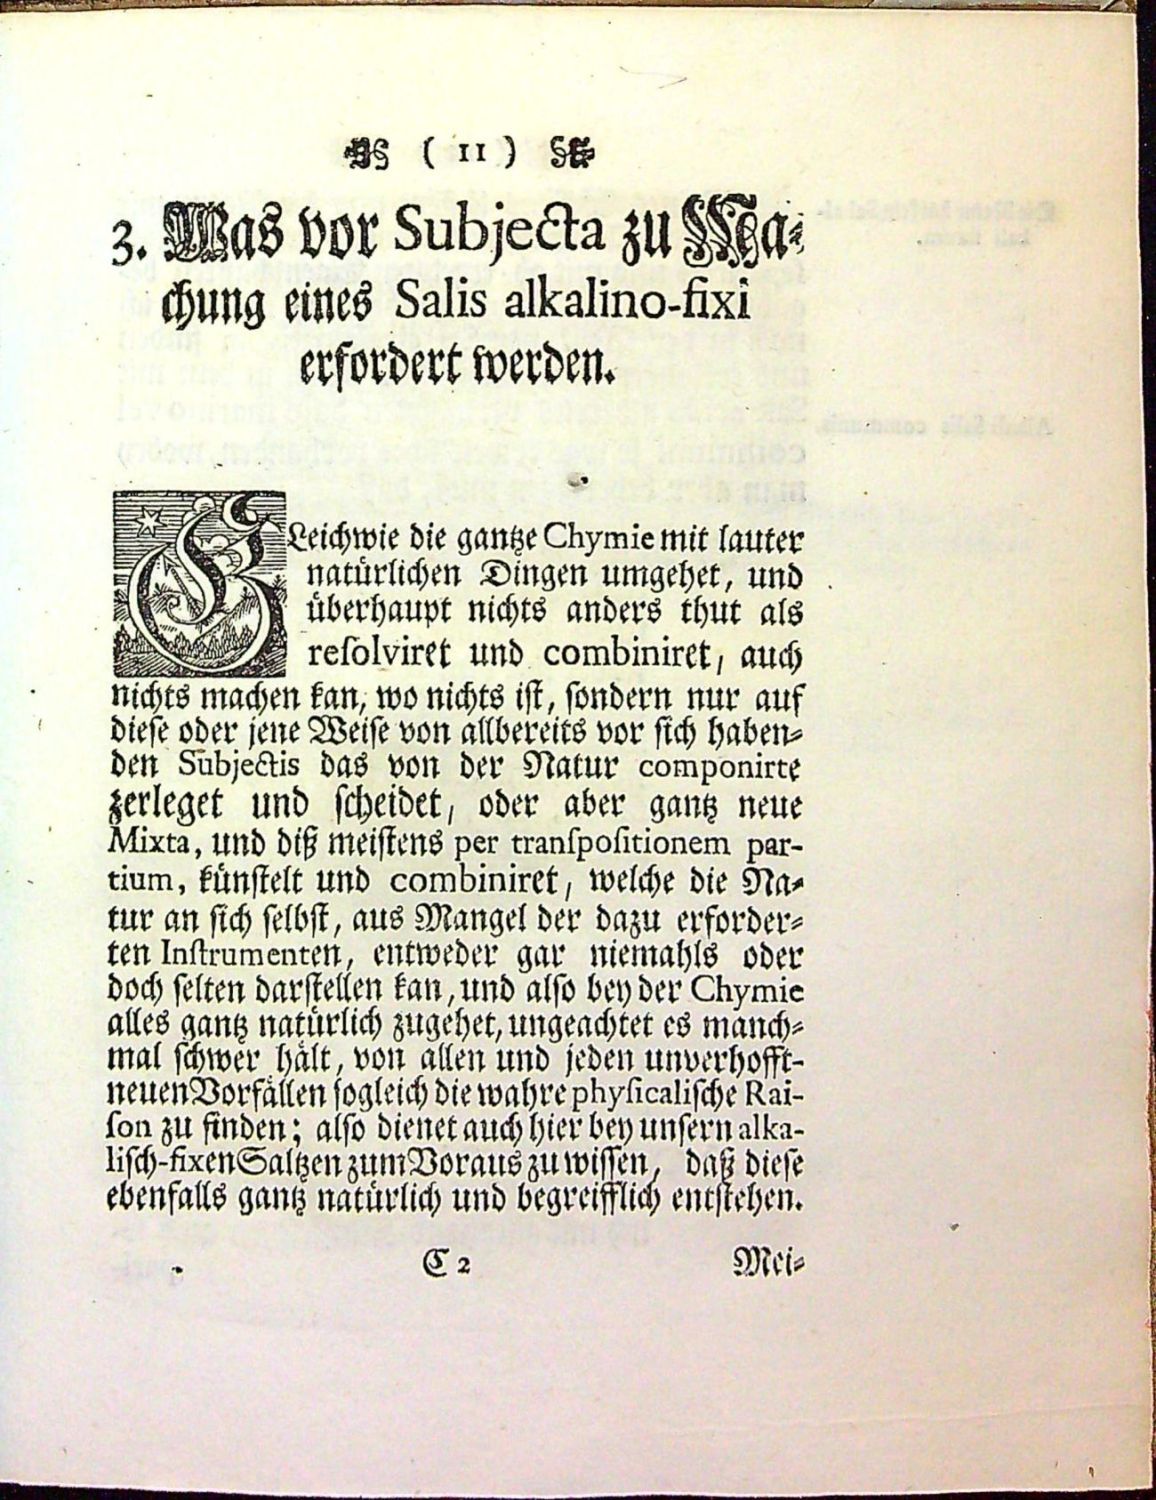 ( 11 )
3. Was vor Subjecta zu Ma-
chung eines Salis alkalino-fixi
erfordert werden.
GLeichwie die gantze Chymie mit lauter
natürlichen Dingen umgehet, und
überhaupt nichts anders thut als
reſolviret und combiniret, auch
nichts machen kan, wo nichts iſt, ſondern nur auf
dieſe oder jene Weiſe von allbereits vor ſich haben-
den Subjectis das von der Natur componirte
zerleget und ſcheidet, oder aber gantz neue
Mixta, und diß meiſtens per transpoſitionem par-
tium, künſtelt und combiniret, welche die Na-
tur an ſich ſelbſt, aus Mangel der dazu erforder-
ten Inſtrumenten, entweder gar niemahls oder
doch ſelten darſtellen kan, und alſo bey der Chymie
alles gantz natürlich zugehet, ungeachtet es manch-
mal ſchwer hält, von allen und jeden unverhofft-
neuen Vorfällen ſogleich die wahre phyſicaliſche Rai-
ſon zu finden; alſo dienet auch hier bey unſern alka-
liſch-fixen Saltzen zum Voraus zu wiſſen, daß dieſe
ebenfalls gantz natürlich und begreifflich entſtehen.
C 2 Mei-